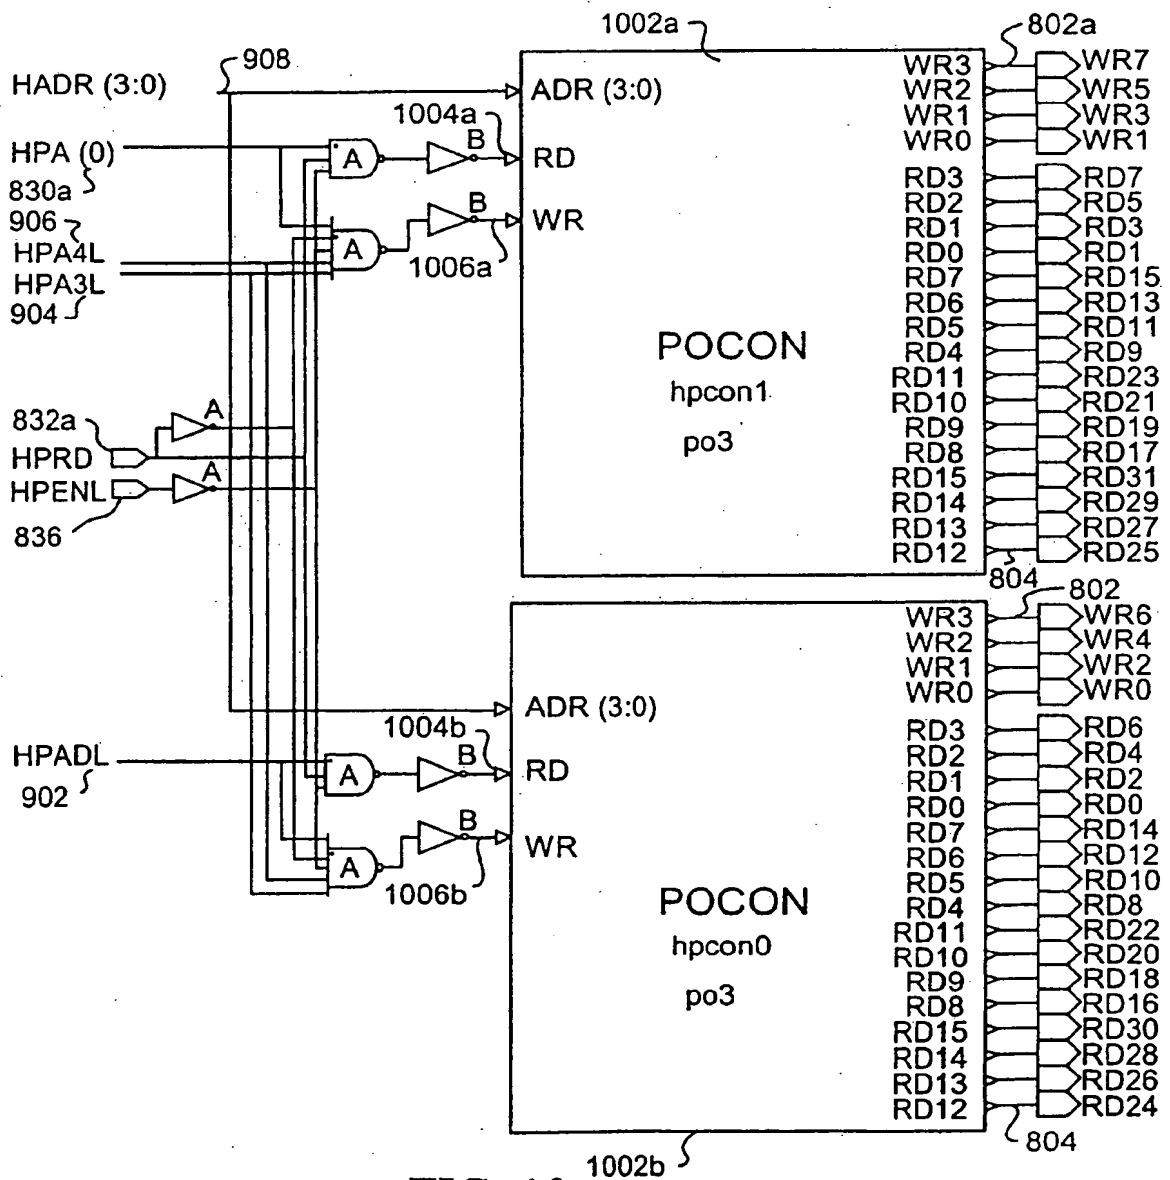 1002a
802a
908
HADR (3:0)
ADR (3:0)
WR3 WR7
WR2 WR5
WR1 WR3
WR0 WR1
1004a
HPA (0)
A
B
RD
830a
RD3 RD7
RD2 RD5
906
B
WR
RD1 RD3
HPA4L
A
RD0 RD1
1006a
HPA3L
RD7 RD15
904
RD6 RD13
RD5 RD11
POCON
RD4 RD9
hpcon1
RD11 RD23
RD10 RD21
832a
A
po3
RD9 RD19
HPRD
RD8 RD17
A
RD15 RD31
HPENL
RD14 RD29
836
RD13 RD27
RD12 RD25
804
802
WR3 WR6
WR2 WR4
WR1 WR2
WR0 WR0
ADR (3:0)
1004b
HPADL
A
B
RD
902
RD3 RD6
RD2 RD4
RD1 RD2
RD0 RD0
B
WR
RD7 RD14
A
RD6 RD12
1006b
RD5 RD10
POCON
RD4 RD8
RD11 RD22
hpcon0
RD10 RD20
RD9 RD18
po3
RD8 RD16
RD15 RD30
RD14 RD28
RD13 RD26
RD12 RD24
804
1002b